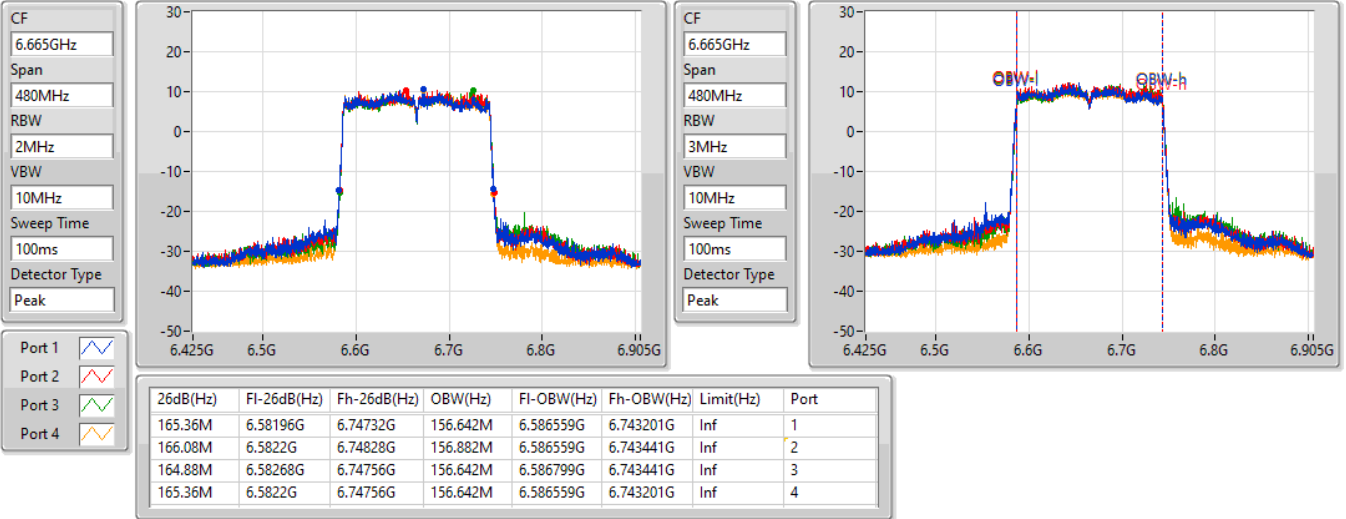 CF
6.665GHz
Span
480MHz
RBW
2MHz
VBW
10MHz
Sweep Time
100ms
Detector Type
Peak
30
20
10
0
-10
-20
-30
-40
-50
6.425G 6.5G 6.6G 6.7G 6.8G 6.905G
CF
6.665GHz
Span
480MHz
RBW
3MHz
VBW
10MHz
Sweep Time
100ms
Detector Type
Peak
30
20
10
0
-10
-20
-30
-40
-50
OBW-l OBW-h
6.425G 6.5G 6.6G 6.7G 6.8G 6.905G
Port 1
Port 2
Port 3
Port 4
26dB(Hz) Fl-26dB(Hz) Fh-26dB(Hz) OBW(Hz) Fl-OBW(Hz) Fh-OBW(Hz) Limit(Hz) Port
165.36M 6.58196G 6.74732G 156.642M 6.586559G 6.743201G Inf 1
166.08M 6.5822G 6.74828G 156.882M 6.586559G 6.743441G Inf 2
164.88M 6.58268G 6.74756G 156.642M 6.586799G 6.743441G Inf 3
165.36M 6.5822G 6.74756G 156.642M 6.586559G 6.743201G Inf 4